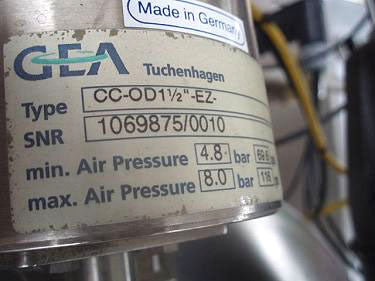 Made in Germany
GEA Tuchenhagen
Type CC-OD1½"-EZ-
SNR 1069875/0010
min. Air Pressure 4.8 bar
max. Air Pressure 8.0 bar 116